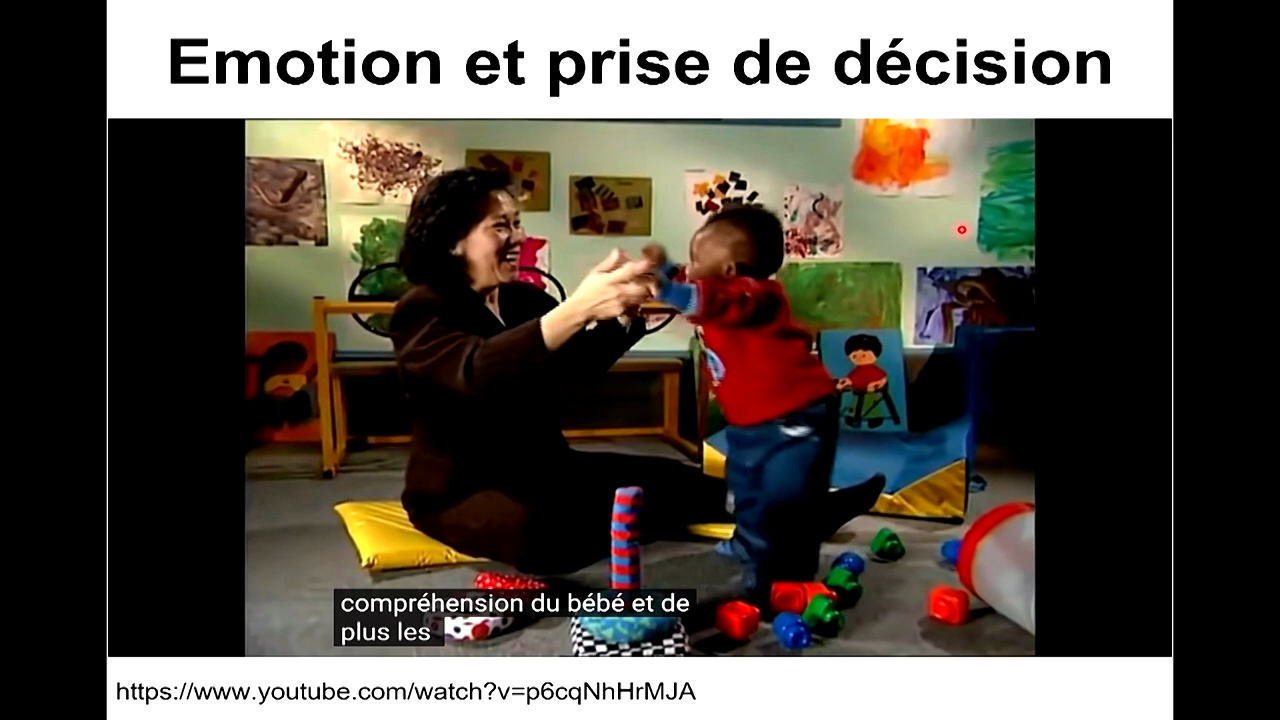 Emotion et prise de décision
compréhension du bébé et de
plus les
https://www.youtube.com/watch?v=p6cqNhHrMJA